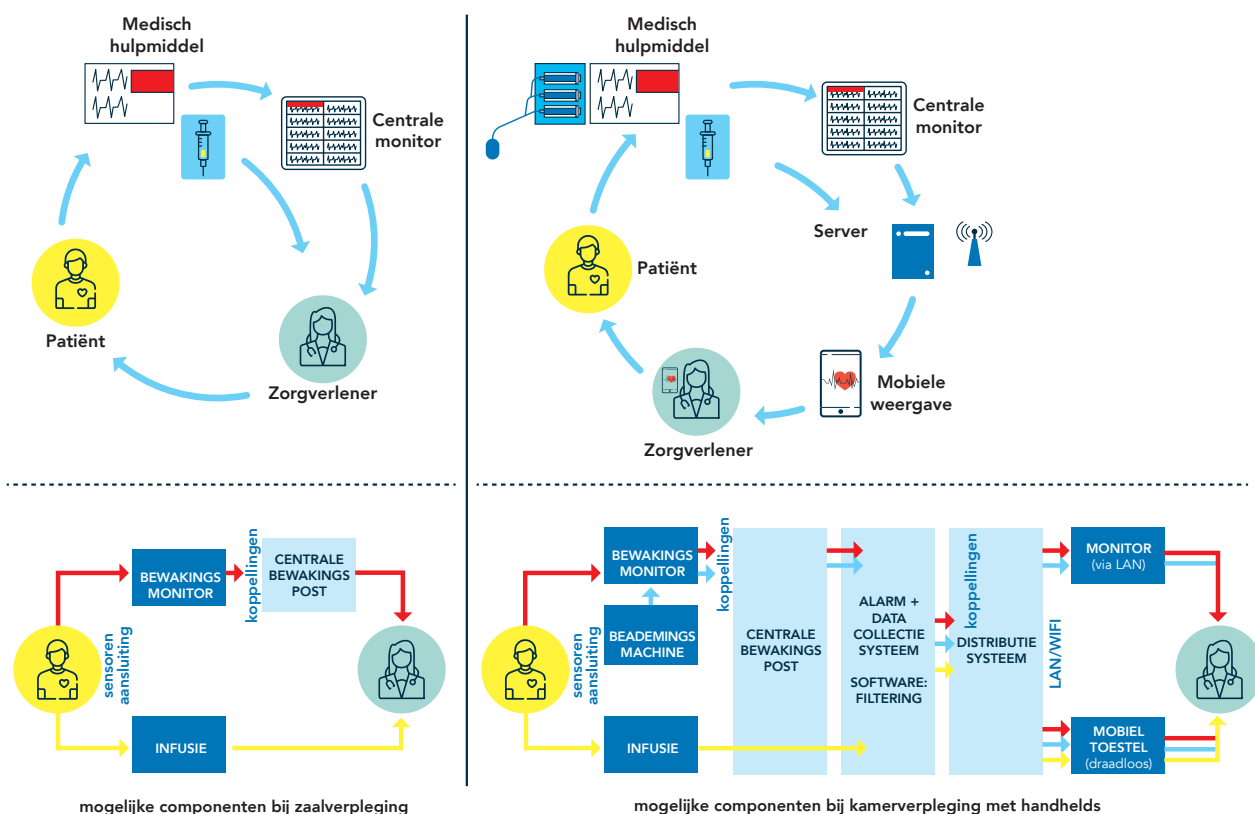 Medisch
hulpmiddel
Centrale
monitor
Patiënt
Zorgverlener
Medisch
hulpmiddel
Centrale
monitor
Server
Patiënt
Mobiele
weergave
Zorgverlener
sensoren
aansluiting
BEWAKINGS
MONITOR
koppellingen
CENTRALE
BEWAKINGS
POST
INFUSIE
mogelijke componenten bij zaalverpleging
sensoren
aansluiting
BEWAKINGS
MONITOR
BEADEMINGS
MACHINE
INFUSIE
koppellingen
CENTRALE
BEWAKINGS
POST
ALARM +
DATA
COLLECTIE
SYSTEEM
SOFTWARE:
FILTERING
koppellingen
DISTRIBUTIE
SYSTEEM
LAN/WIFI
MONITOR
(via LAN)
MOBIEL
TOESTEL
(draadloos)
mogelijke componenten bij kamerverpleging met handhelds